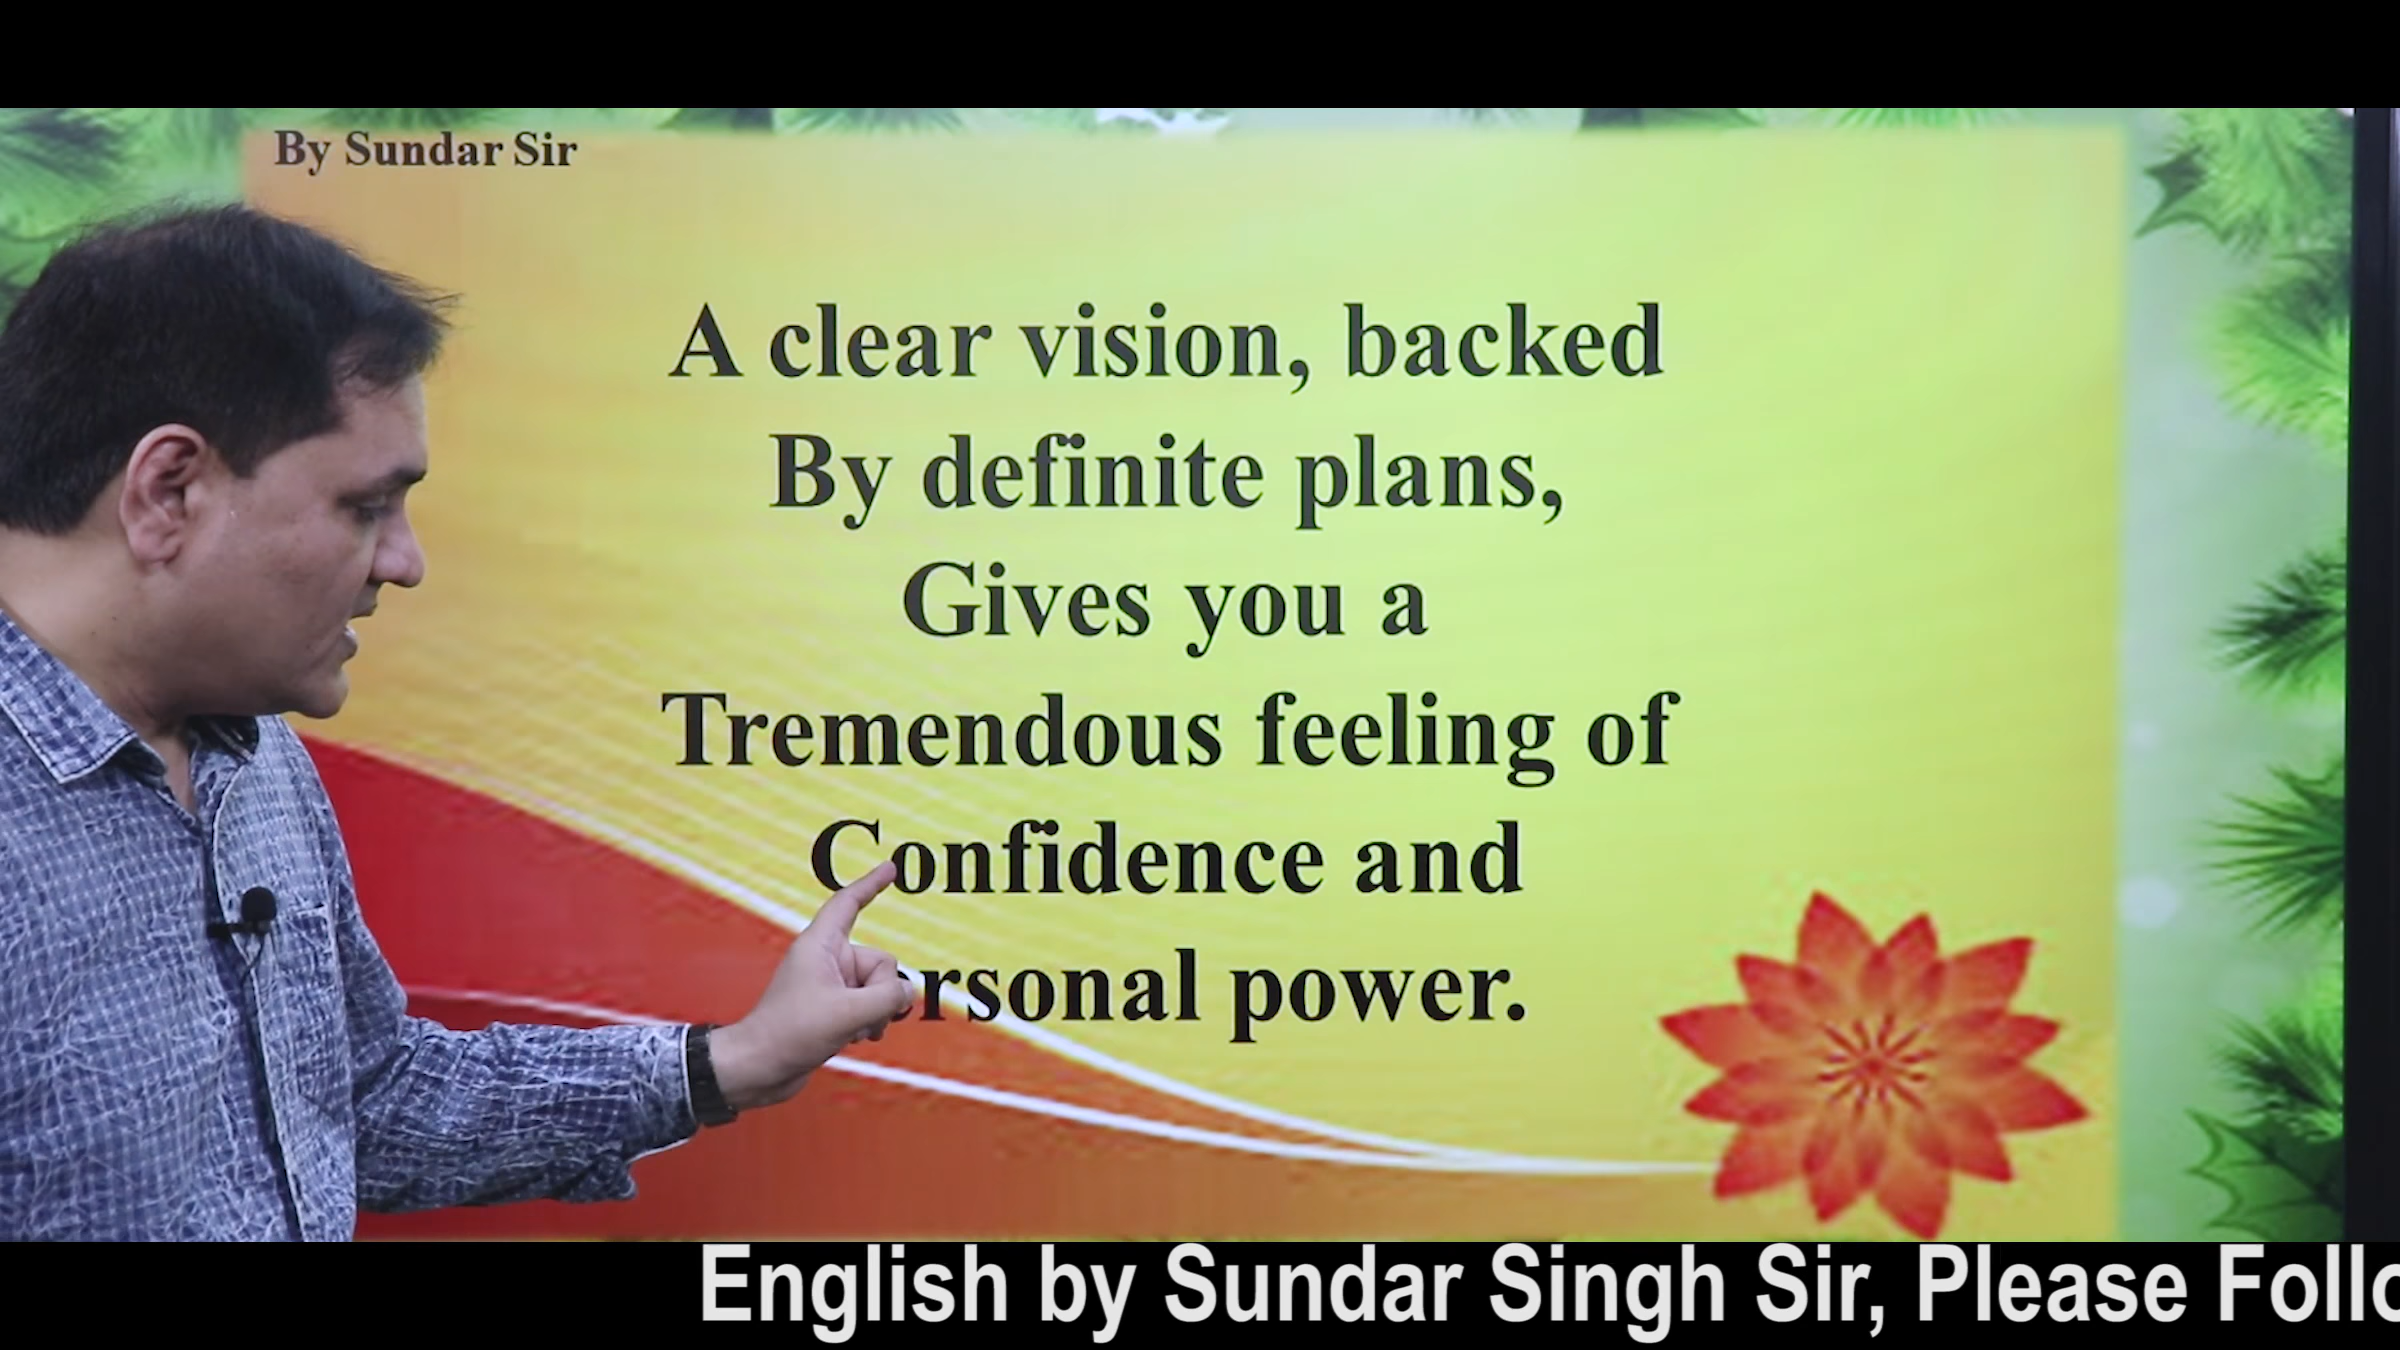 By Sundar Sir
A clear vision, backed
By definite plans,
Gives you a
Tremendous feeling of
Confidence and
power.
English by Sundar Singh Sir, Please